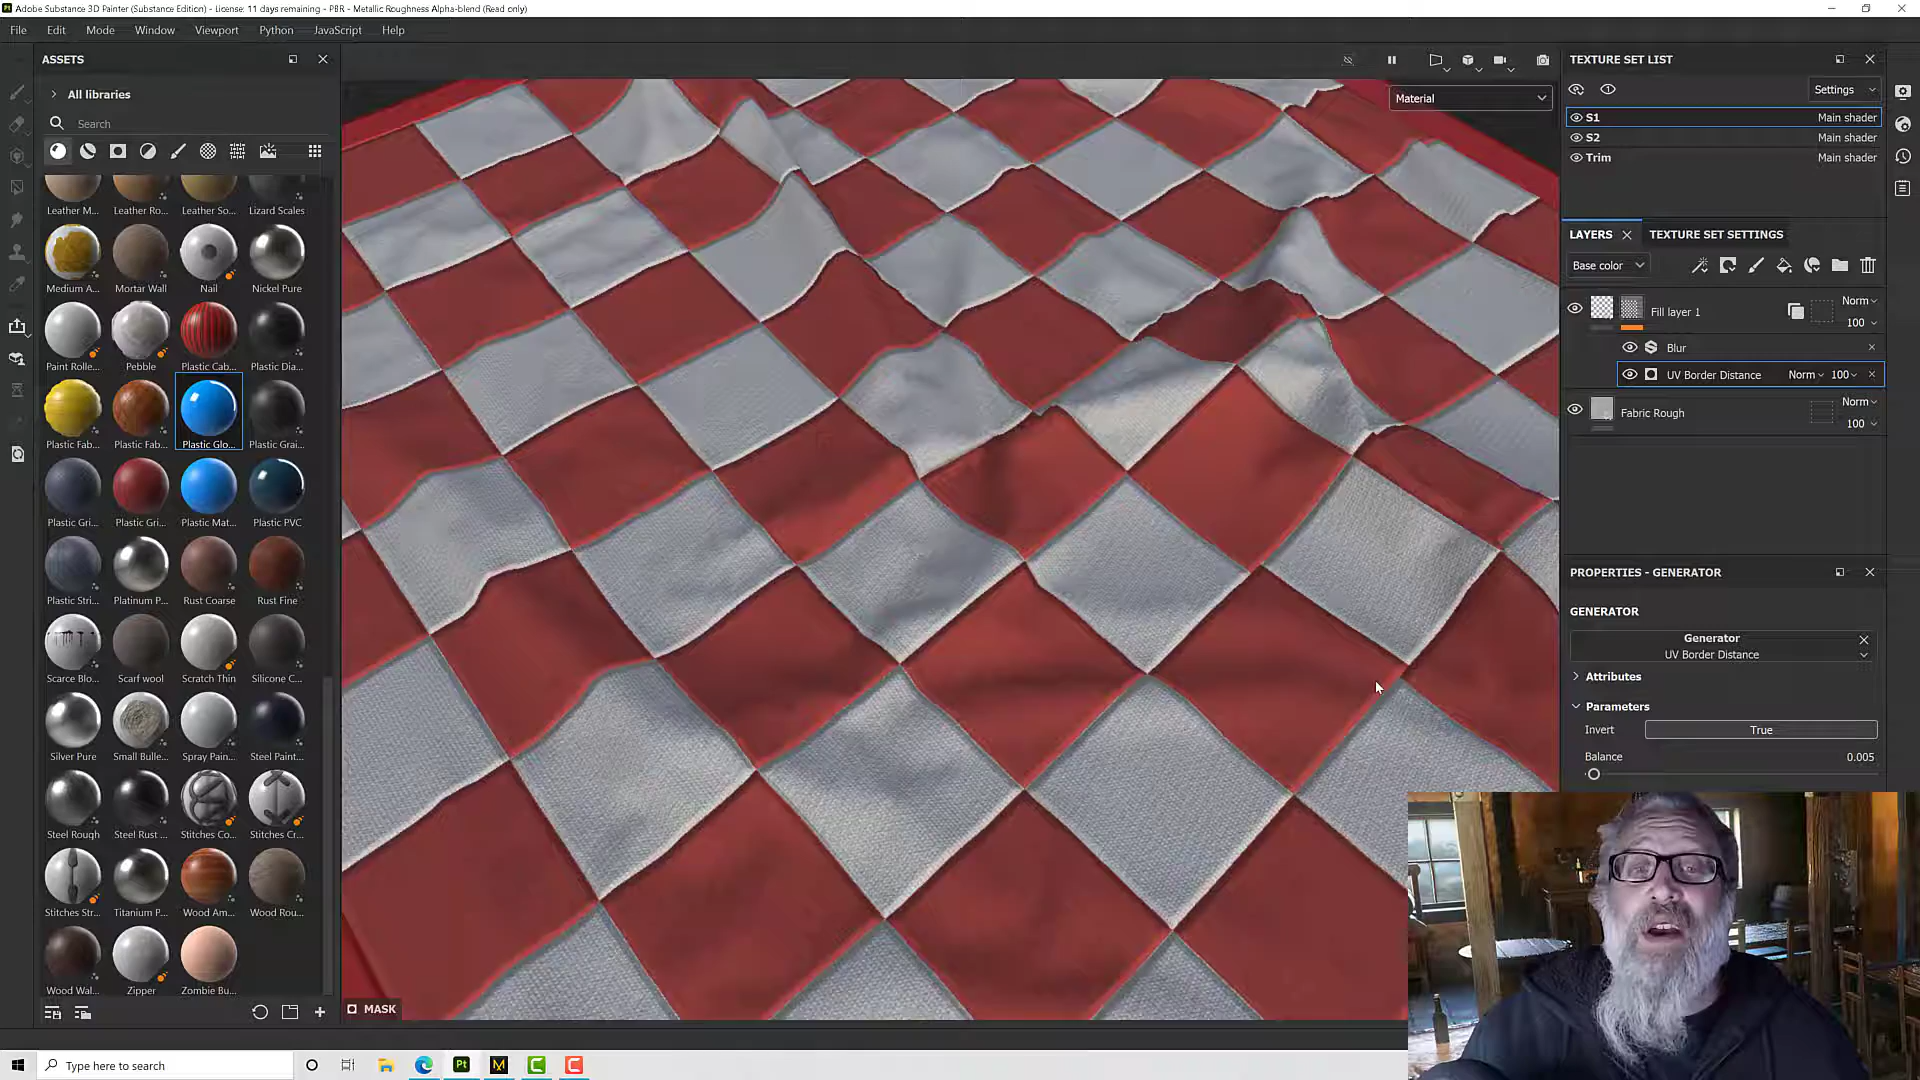 Adobe Substance 3D Painter (Substance Edition) - License: 11 days remaining - PBR - Metallic Roughness Alpha-blend (Read only)
File Edit Mode Window Viewport Python JavaScript Help
ASSETS
All libraries
Search
Leather M... Leather Ro... Leather So... Lizard Scales
Medium A... Mortar Wall Nail Nickel Pure
Paint Rolle... Pebble Plastic Cab... Plastic Dia...
Plastic Fab... Plastic Fab... Plastic Glo... Plastic Grai...
Plastic Gri... Plastic Gri... Plastic Mat... Plastic PVC
Plastic Stri... Platinum P... Rust Coarse Rust Fine
Scarce Blo... Scarf wool Scratch Thin Silicone C...
Silver Pure Small Bulle... Spray Pain... Steel Paint...
Steel Rough Steel Rust ... Stitches Co... Stitches Cr...
Stitches Str... Titanium P... Wood Am... Wood Rou...
Wood Wal... Zipper Zombie Bu...
Material
MASK
TEXTURE SET LIST
Settings
S1 Main shader
S2 Main shader
Trim Main shader
LAYERS TEXTURE SET SETTINGS
Base color
Fill layer 1 Norm
100
Blur
UV Border Distance Norm 100
Fabric Rough Norm
100
PROPERTIES - GENERATOR
GENERATOR
Generator
UV Border Distance
Attributes
Parameters
Invert True
Balance 0.005
Type here to search
Pt
M
C
C